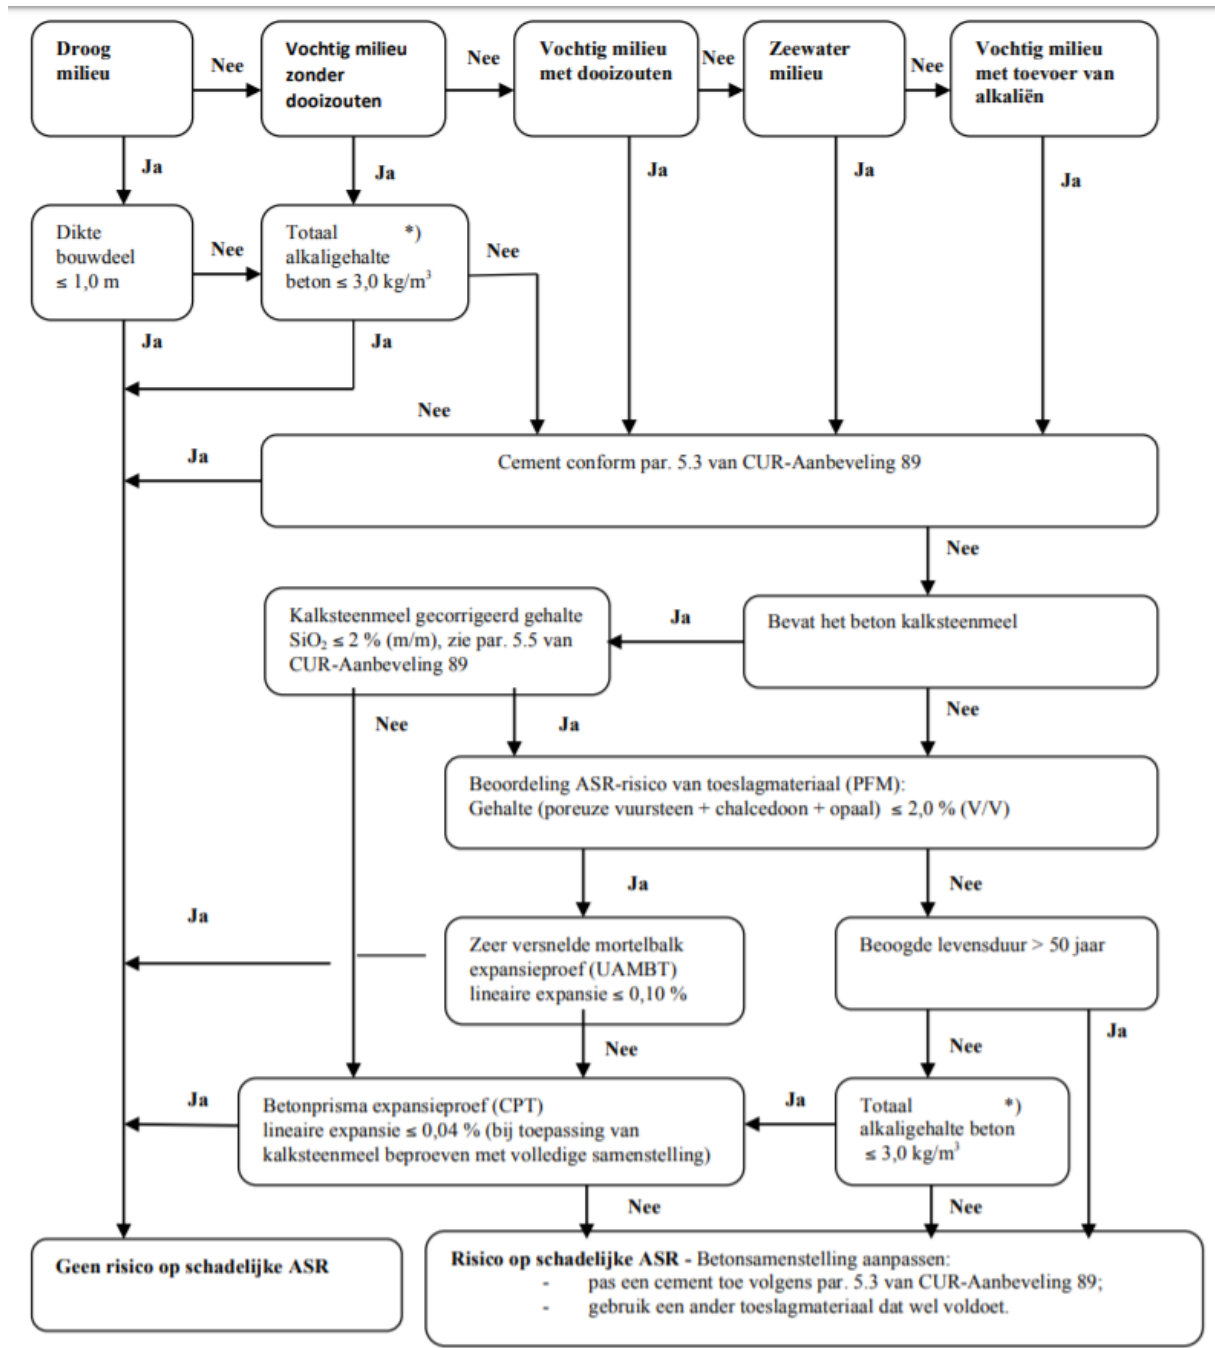 Droog
milieu
Nee
Vochtig milieu
zonder
dooizouten
Nee
Vochtig milieu
met dooizouten
Nee
Zeewater
milieu
Nee
Vochtig milieu
met toevoer van
alkaliën
Ja
Ja
Ja
Ja
Ja
Dikte
bouwdeel
≤ 1,0 m
Nee
Totaal *)
alkaligehalte
beton ≤ 3,0 kg/m³
Nee
Ja
Ja
Nee
Ja
Cement conform par. 5.3 van CUR-Aanbeveling 89
Nee
Kalksteenmeel gecorrigeerd gehalte
SiO₂ ≤ 2 % (m/m), zie par. 5.5 van
CUR-Aanbeveling 89
Ja
Bevat het beton kalksteenmeel
Nee
Ja
Nee
Beoordeling ASR-risico van toeslagmateriaal (PFM):
Gehalte (poreuze vuursteen + chalcedoon + opaal) ≤ 2,0 % (V/V)
Ja
Nee
Ja
Zeer versnelde mortelbalk
expansieproef (UAMBT)
lineaire expansie ≤ 0,10 %
Beoogde levensduur > 50 jaar
Nee
Nee
Ja
Ja
Betonprisma expansieproef (CPT)
lineaire expansie ≤ 0,04 % (bij toepassing van
kalksteenmeel beproeven met volledige samenstelling)
Ja
Totaal *)
alkaligehalte beton
≤ 3,0 kg/m³
Nee
Nee
Geen risico op schadelijke ASR
Risico op schadelijke ASR - Betonsamenstelling aanpassen:
- pas een cement toe volgens par. 5.3 van CUR-Aanbeveling 89;
- gebruik een ander toeslagmateriaal dat wel voldoet.